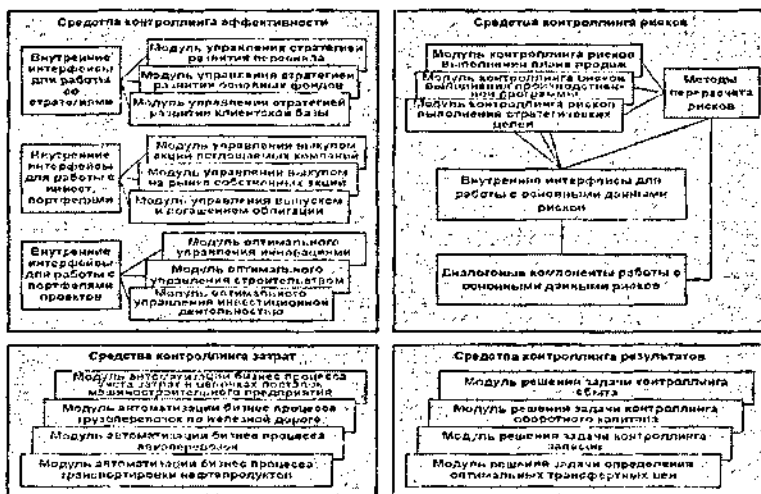 Средства контроллинга эффективности
Внутренние
интерфейсы
для работы
со
стратегиями
Модуль управления стратегией
развития персонала
Модуль управления стратегией
развития основных фондов
Модуль управления стратегией
развития клиентской базы
Внутренние
интерфейсы
для работы с
инвест.
портфелями
Модуль управления выкупом
акций поглощаемых компаний
Модуль управления выкупом
на рынке собственных акций
Модуль управления выпуском
и погашением облигаций
Внутренние
интерфейсы
для работы с
портфелями
проектов
Модуль оптимального
управления инновациями
Модуль оптимального
управления строительством
Модуль оптимального
управления инвестиционной
деятельностью
Средства контроллинга рисков
Модуль контроллинга рисков
выполнения плана продаж
Модуль контроллинга рисков
выполнения производствен-
ной программы
Модуль контроллинга рисков
выполнения стратегических
целей
Методы
перерасчета
рисков
Внутренние интерфейсы для
работы с основными данными
рисков
Диалоговые компоненты работы с
основными данными рисков
Средства контроллинга затрат
Модуль автоматизации бизнес процесса
учета затрат в цепочках поставок
машиностроительного предприятия
Модуль автоматизации бизнес процесса
грузоперевозок по железной дороге
Модуль автоматизации бизнес процесса
авиоперевозок
Модуль автоматизации бизнес процесса
транспортировки нефтепродуктов
Средства контроллинга результатов
Модуль решения задачи контроллинга
сбыта
Модуль решения задачи контроллинга
оборотного капитала
Модуль решения задачи контроллинга
запасов
Модуль решения задачи определения
оптимальных трансфертных цен